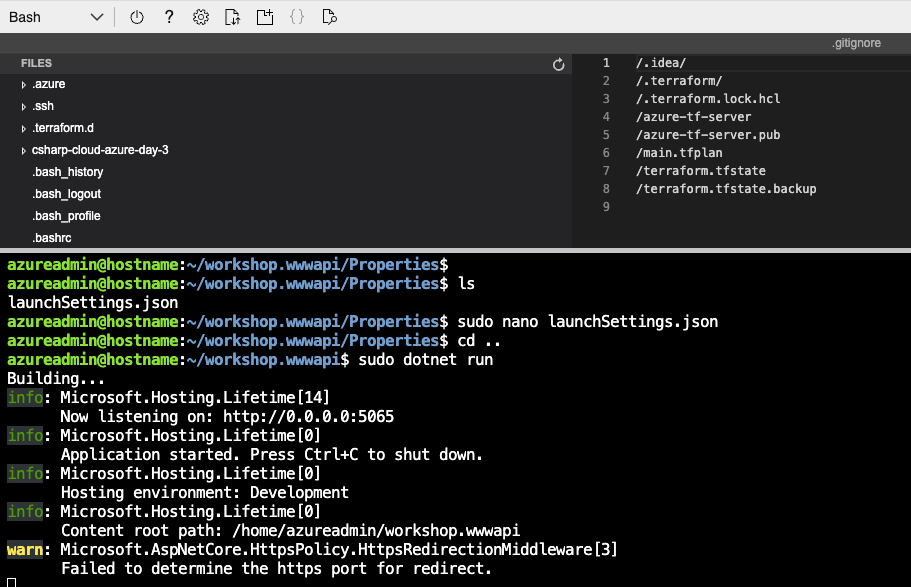 Bash
.gitignore
FILES
.azure
.ssh
.terraform.d
csharp-cloud-azure-day-3
.bash_history
.bash_logout
.bash_profile
.bashrc
1 /.idea/
2 /.terraform/
3 /.terraform.lock.hcl
4 /azure-tf-server
5 /azure-tf-server.pub
6 /main.tfplan
7 /terraform.tfstate
8 /terraform.tfstate.backup
9
azureadmin@hostname:~/workshop.wwwapi/Properties$
azureadmin@hostname:~/workshop.wwwapi/Properties$ ls
launchSettings.json
azureadmin@hostname:~/workshop.wwwapi/Properties$ sudo nano launchSettings.json
azureadmin@hostname:~/workshop.wwwapi/Properties$ cd ..
azureadmin@hostname:~/workshop.wwwapi$ sudo dotnet run
Building...
info: Microsoft.Hosting.Lifetime[14]
Now listening on: http://0.0.0.0:5065
info: Microsoft.Hosting.Lifetime[0]
Application started. Press Ctrl+C to shut down.
info: Microsoft.Hosting.Lifetime[0]
Hosting environment: Development
info: Microsoft.Hosting.Lifetime[0]
Content root path: /home/azureadmin/workshop.wwwapi
warn: Microsoft.AspNetCore.HttpsPolicy.HttpsRedirectionMiddleware[3]
Failed to determine the https port for redirect.